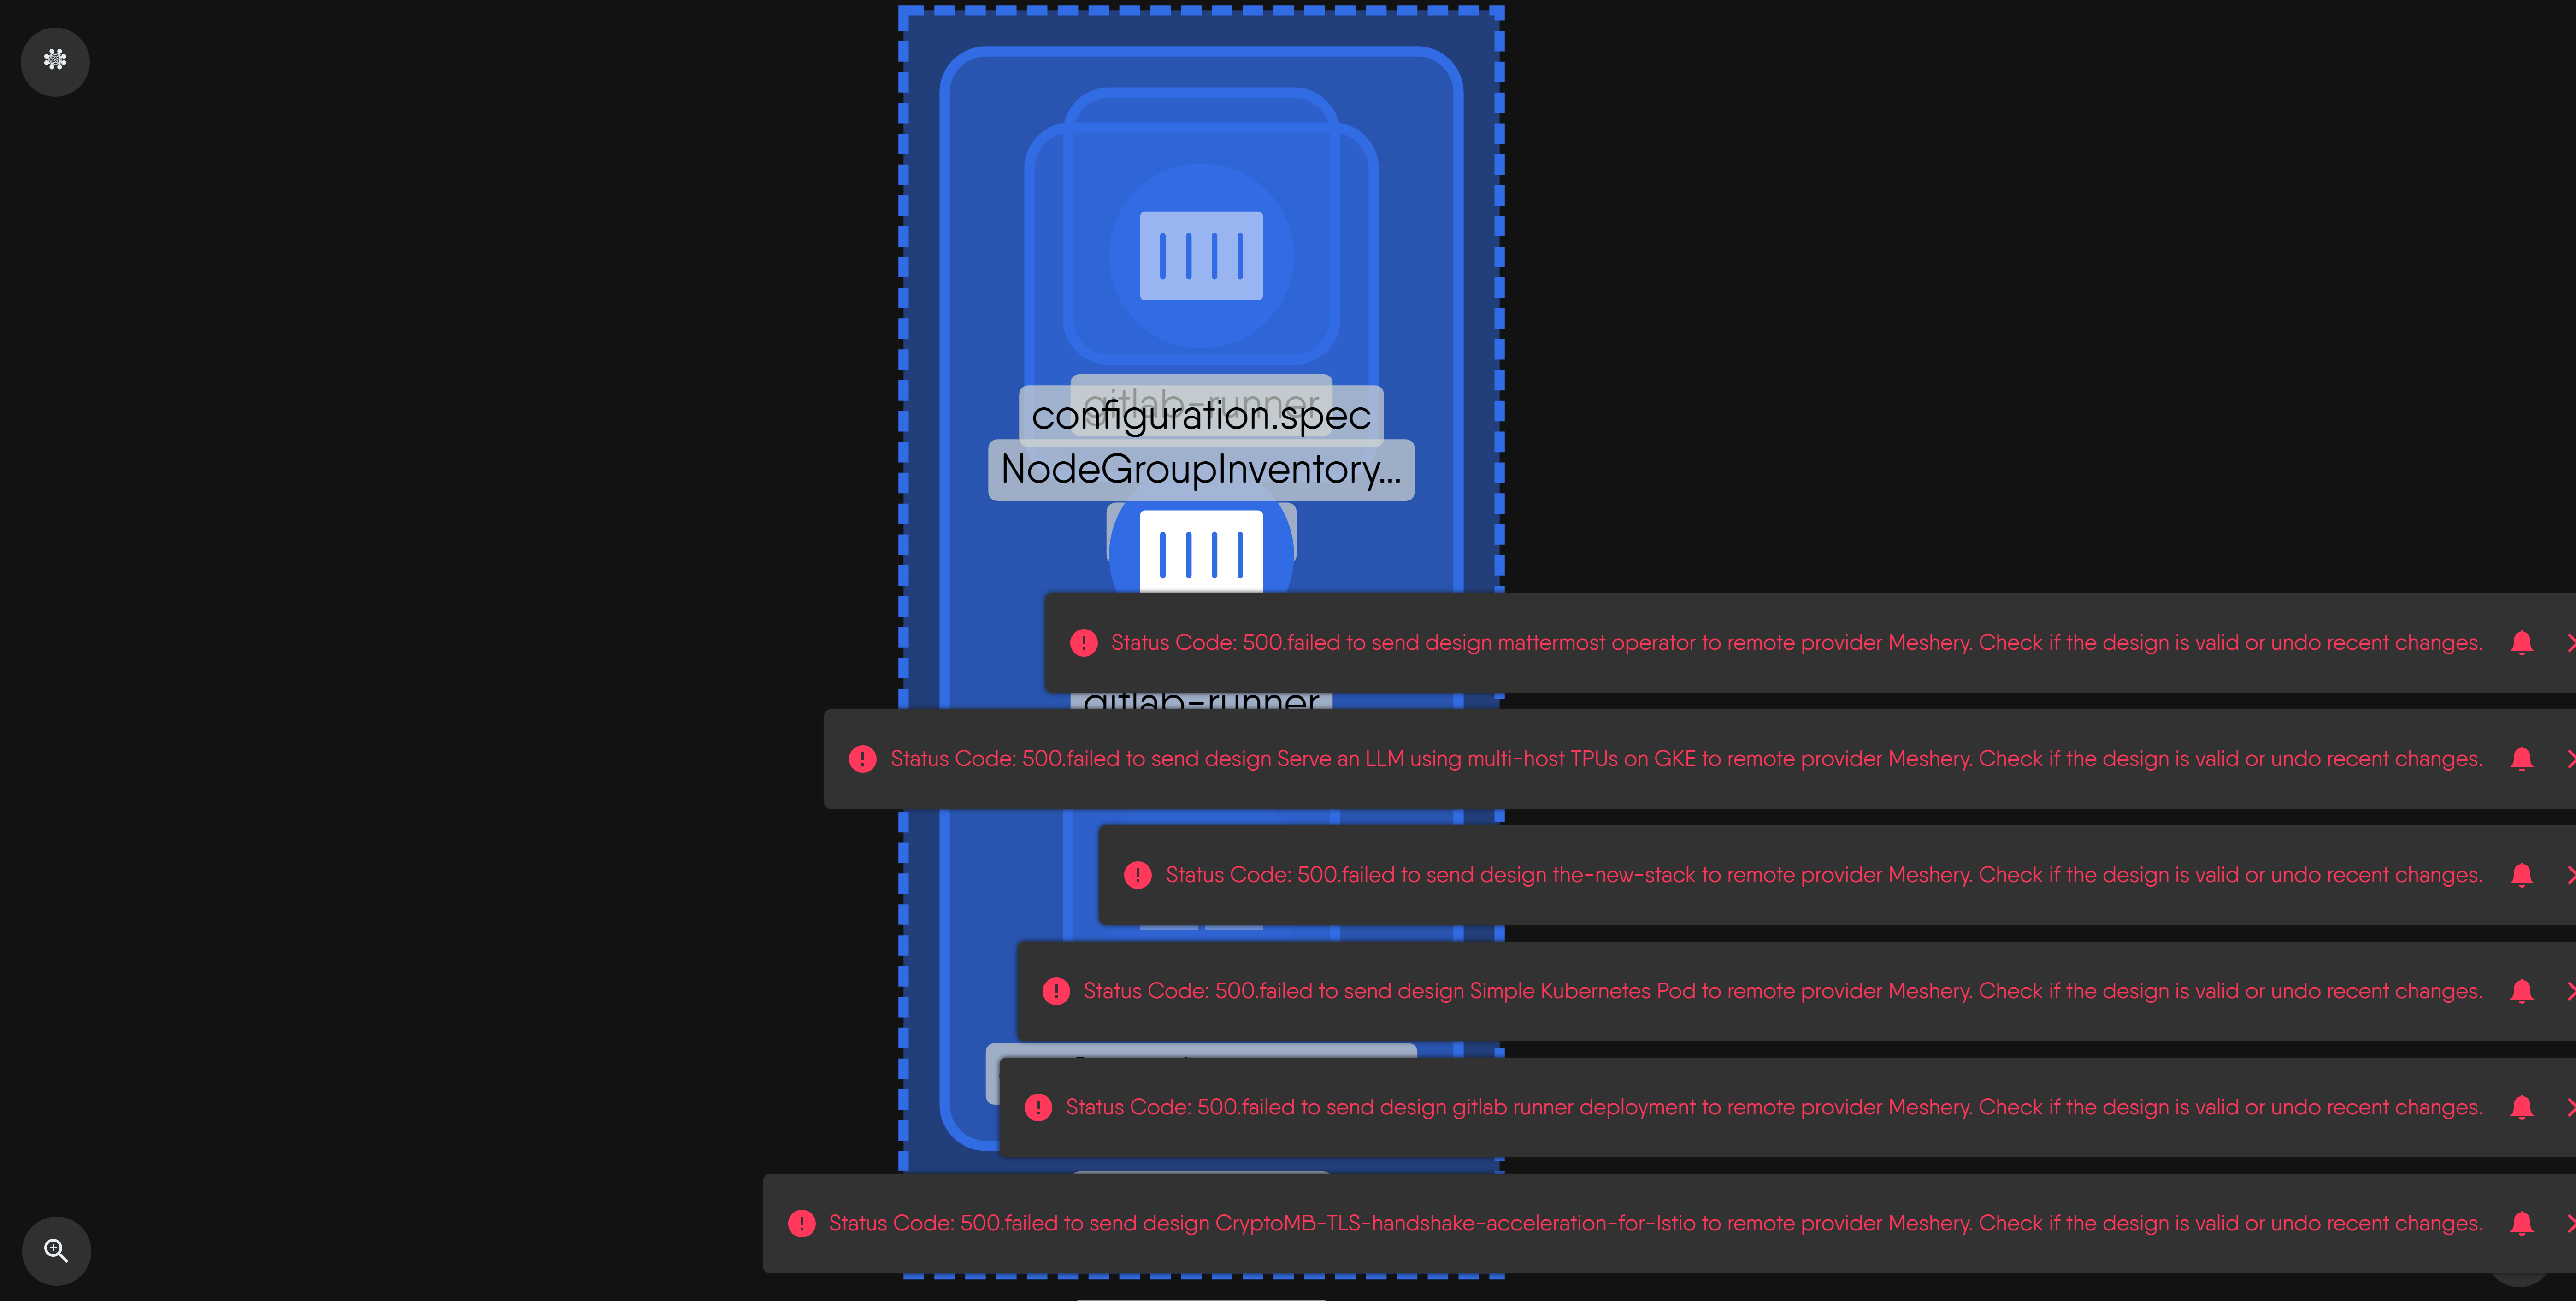 gitlab-runner
configuration.spec
NodeGroupInventory...
Status Code: 500.failed to send design mattermost operator to remote provider Meshery. Check if the design is valid or undo recent changes.
gitlab-runner
Status Code: 500.failed to send design Serve an LLM using multi-host TPUs on GKE to remote provider Meshery. Check if the design is valid or undo recent changes.
Status Code: 500.failed to send design the-new-stack to remote provider Meshery. Check if the design is valid or undo recent changes.
Status Code: 500.failed to send design Simple Kubernetes Pod to remote provider Meshery. Check if the design is valid or undo recent changes.
Status Code: 500.failed to send design gitlab runner deployment to remote provider Meshery. Check if the design is valid or undo recent changes.
Status Code: 500.failed to send design CryptoMB-TLS-handshake-acceleration-for-Istio to remote provider Meshery. Check if the design is valid or undo recent changes.